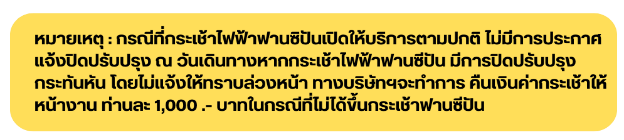 หมายเหตุ : กรณีที่กระเช้าไฟฟ้าฟานซิปันเปิดให้บริการตามปกติ ไม่มีการประกาศ
แจ้งปิดปรับปรุง ณ วันเดินทางหากกระเช้าไฟฟ้าฟานซีปัน มีการปิดปรับปรุง
กระทันหัน โดยไม่แจ้งให้ทราบล่วงหน้า ทางบริษัทฯจะทำการ คืนเงินค่ากระเช้าให้
หน้างาน ท่านละ 1,000 .- บาทในกรณีที่ไม่ได้ขึ้นกระเช้าฟานซีปัน